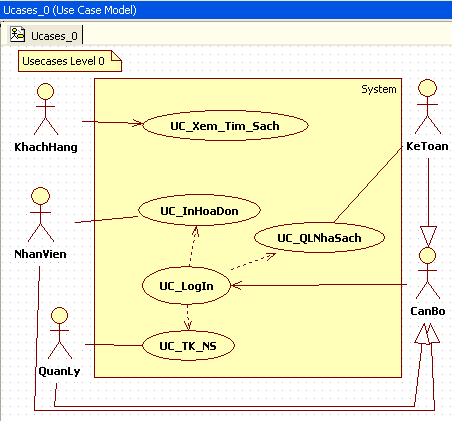 Ucases_0 (Use Case Model)
Ucases_0
Usecases Level 0
System
KhachHang
UC_Xem_Tim_Sach
KeToan
NhanVien
UC_InHoaDon
UC_QLNhaSach
UC_LogIn
CanBo
QuanLy
UC_TK_NS